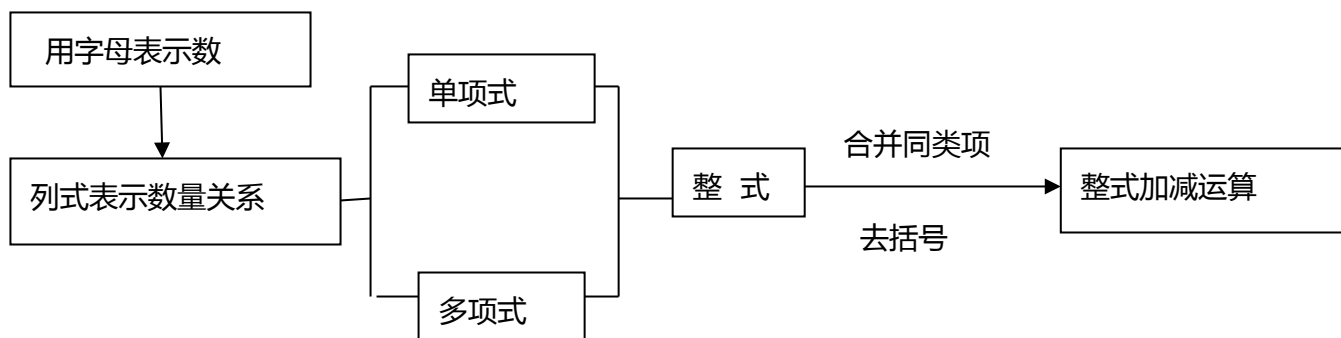 用字母表示数
单项式
合并同类项
列式表示数量关系
整 式
整式加减运算
去括号
多项式